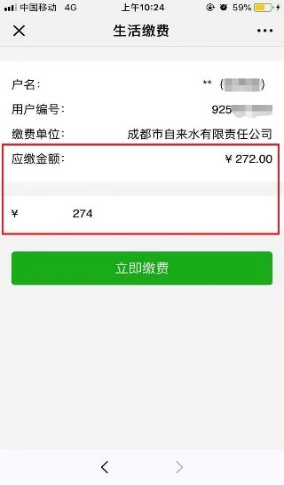 中国移动 4G 上午10:24 59%
生活缴费
户名: ** ( )
用户编号: 925
缴费单位: 成都市自来水有限责任公司
应缴金额: ¥ 272.00
¥ 274
立即缴费